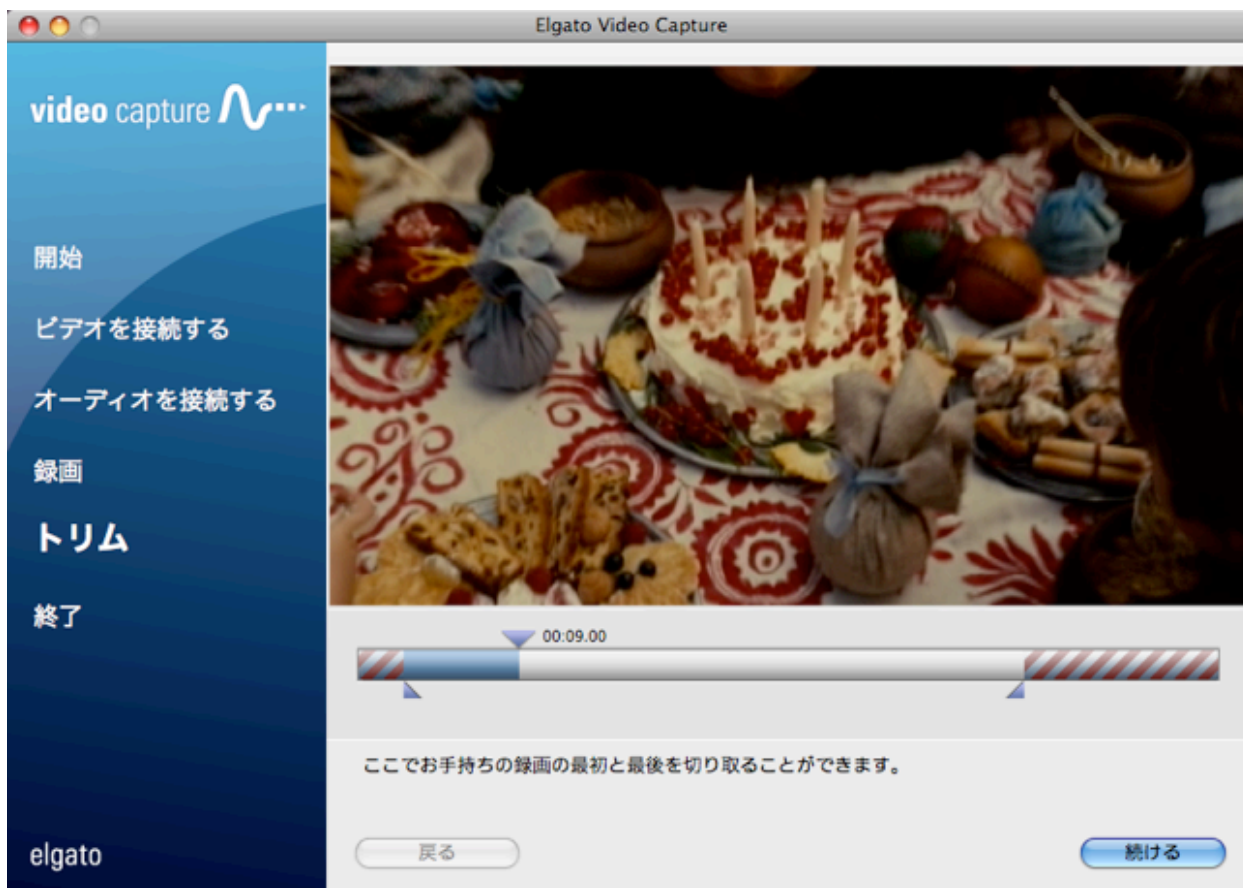 Elgato Video Capture
video capture
開始
ビデオを接続する
オーディオを接続する
録画
トリム
終了
elgato
00:09.00
ここでお手持ちの録画の最初と最後を切り取ることができます。
戻る
続ける